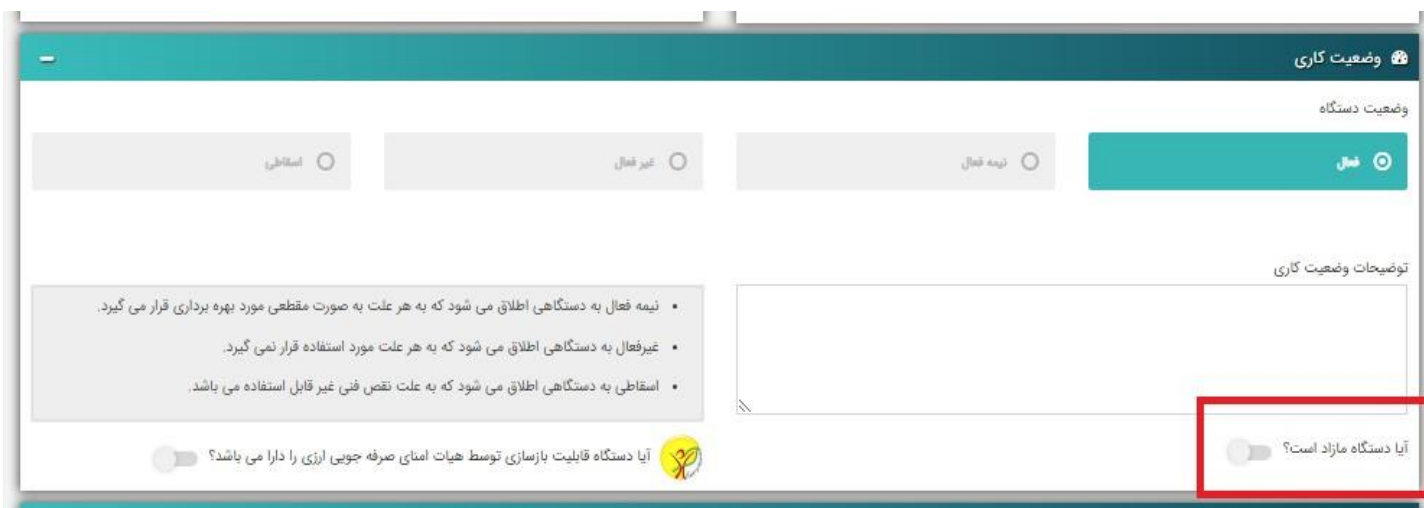 وضعیت کاری
وضعیت دستگاه
فعال
نیمه فعال
غیر فعال
اسقاطی
توضیحات وضعیت کاری
نیمه فعال به دستگاهی اطلاق می شود که به هر علت به صورت مقطعی مورد بهره برداری قرار می گیرد.
غیرفعال به دستگاهی اطلاق می شود که به هر علت مورد استفاده قرار نمی گیرد.
اسقاطی به دستگاهی اطلاق می شود که به علت نقص فنی غیر قابل استفاده می باشد.
آیا دستگاه مازاد است؟
آیا دستگاه قابلیت بازسازی توسط هیات امنای صرفه جویی ارزی را دارا می باشد؟